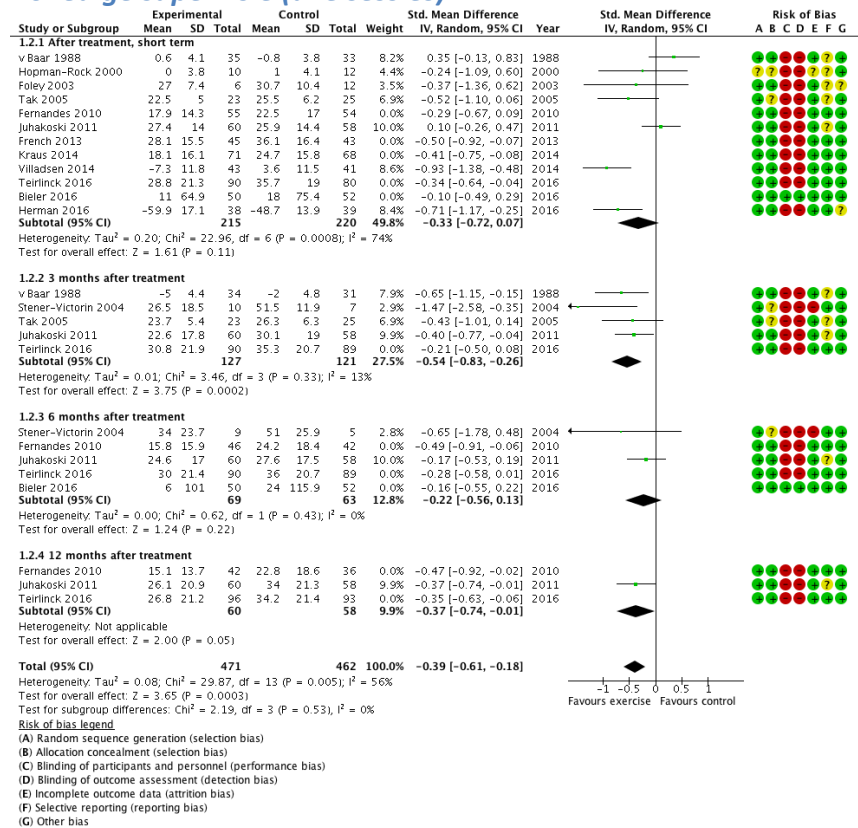 Experimental Control Std. Mean Difference Std. Mean Difference Risk of Bias
Study or Subgroup Mean SD Total Mean SD Total Weight IV, Random, 95% CI Year IV, Random, 95% CI A B C D E F G
1.2.1 After treatment, short term
v Baar 1988 0.6 4.1 35 -0.8 3.8 33 8.2% 0.35 [-0.13, 0.83] 1988
Hopman-Rock 2000 0 3.8 10 1 4.1 12 4.4% -0.24 [-1.09, 0.60] 2000
Foley 2003 27 7.4 6 30.7 10.4 12 3.7% -0.37 [-1.36, 0.62] 2003
Tak 2005 22.5 5 23 25.5 6.2 25 6.9% -0.52 [-1.10, 0.06] 2005
Fernandes 2010 17.9 14.3 55 22.5 17 54 0.0% -0.29 [-0.67, 0.09] 2010
Juhakoski 2011 27.4 14 60 25.9 14.4 58 10.0% 0.10 [-0.26, 0.47] 2011
French 2013 28.1 15.5 45 36.1 16.4 43 0.0% -0.50 [-0.92, -0.07] 2013
Kraus 2014 18.1 16.1 71 24.7 15.8 68 0.0% -0.41 [-0.75, -0.08] 2014
Villadsen 2014 -7.3 11.8 43 3.6 11.5 41 8.4% -0.93 [-1.38, -0.48] 2014
Teirlinck 2016 28.8 21.3 90 35.7 19 80 0.0% -0.34 [-0.64, -0.04] 2016
Bieler 2016 11 64.9 50 18 75.4 52 0.0% -0.10 [-0.49, 0.29] 2016
Herman 2016 -59.9 17.1 38 -48.7 13.9 39 8.4% -0.71 [-1.17, -0.25] 2016
Subtotal (95% CI) 215 220 49.8% -0.33 [-0.72, 0.07]
Heterogeneity: Tau² = 0.20; Chi² = 22.96, df = 6 (P = 0.0008); I² = 74%
Test for overall effect: Z = 1.61 (P = 0.11)
1.2.2 3 months after treatment
v Baar 1988 -5 4.4 34 -2 4.8 31 7.9% -0.65 [-1.15, -0.15] 1988
Stener-Victorin 2004 26.5 18.5 10 51.5 11.9 7 2.9% -1.47 [-2.58, -0.35] 2004
Tak 2005 23.7 5.4 23 26.3 6.3 25 7.0% -0.43 [-1.01, 0.14] 2005
Juhakoski 2011 22.6 17.8 60 30.1 19 58 9.8% -0.40 [-0.77, -0.04] 2011
Teirlinck 2016 30.8 21.9 90 35.3 20.7 89 0.0% -0.21 [-0.50, 0.08] 2016
Subtotal (95% CI) 127 121 27.5% -0.54 [-0.83, -0.26]
Heterogeneity: Tau² = 0.01; Chi² = 3.46, df = 3 (P = 0.33); I² = 13%
Test for overall effect: Z = 3.75 (P = 0.0002)
1.2.3 6 months after treatment
Stener-Victorin 2004 34 23.7 9 51 25.9 5 2.8% -0.65 [-1.78, 0.48] 2004
Fernandes 2010 15.8 15.9 46 24.2 18.4 42 0.0% -0.49 [-0.91, -0.06] 2010
Juhakoski 2011 24.6 17 60 27.6 17.5 58 10.0% -0.17 [-0.53, 0.19] 2011
Teirlinck 2016 30 21.4 90 36 20.7 89 0.0% -0.28 [-0.58, 0.01] 2016
Bieler 2016 6 101 50 24 115.9 52 0.0% -0.16 [-0.55, 0.22] 2016
Subtotal (95% CI) 69 63 12.8% -0.22 [-0.56, 0.13]
Heterogeneity: Tau² = 0.00; Chi² = 0.62, df = 1 (P = 0.43); I² = 0%
Test for overall effect: Z = 1.24 (P = 0.22)
1.2.4 12 months after treatment
Fernandes 2010 15.1 13.7 42 22.8 18.6 36 0.0% -0.47 [-0.92, -0.02] 2010
Juhakoski 2011 26.1 20.9 60 34 21.3 58 9.9% -0.37 [-0.74, -0.01] 2011
Teirlinck 2016 26.8 21.2 96 34.2 21.4 93 0.0% -0.35 [-0.63, -0.06] 2016
Subtotal (95% CI) 60 58 9.9% -0.37 [-0.74, -0.01]
Heterogeneity: Not applicable
Test for overall effect: Z = 2.00 (P = 0.05)
Total (95% CI) 471 462 100.0% -0.39 [-0.61, -0.18]
Heterogeneity: Tau² = 0.08; Chi² = 29.87, df = 13 (P = 0.005); I² = 56%
Test for overall effect: Z = 3.65 (P = 0.0003)
Test for subgroup differences: Chi² = 2.19, df = 3 (P = 0.53), I² = 0%
-1 -0.5 0 0.5 1
Favours exercise Favours control
Risk of bias legend
(A) Random sequence generation (selection bias)
(B) Allocation concealment (selection bias)
(C) Blinding of participants and personnel (performance bias)
(D) Blinding of outcome assessment (detection bias)
(E) Incomplete outcome data (attrition bias)
(F) Selective reporting (reporting bias)
(G) Other bias